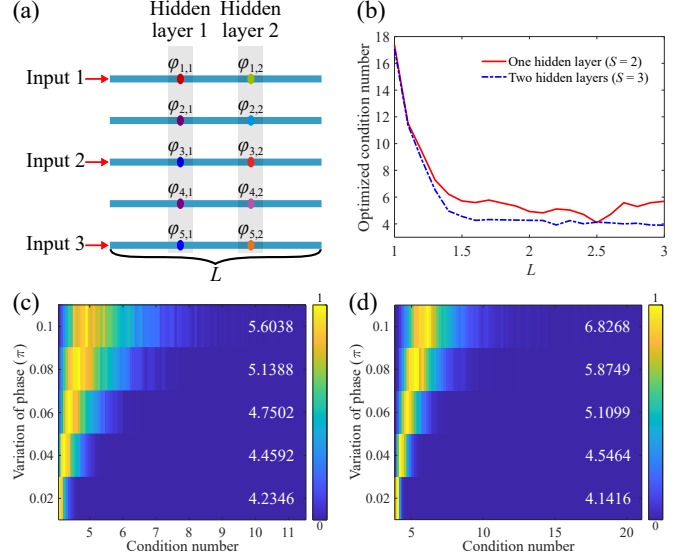 (a)
Hidden
layer 1
Hidden
layer 2
φ1,1
φ1,2
Input 1
φ2,1
φ2,2
φ3,1
φ3,2
Input 2
φ4,1
φ4,2
φ5,1
φ5,2
Input 3
L
(b)
Optimized condition number
18
16
14
12
10
8
6
4
One hidden layer (S = 2)
Two hidden layers (S = 3)
1
1.5
2
2.5
3
L
(c)
Variation of phase (π)
0.1
0.08
0.06
0.04
0.02
5.6038
5.1388
4.7502
4.4592
4.2346
1
0
5
6
7
8
9
10
11
Condition number
(d)
Variation of phase (π)
0.1
0.08
0.06
0.04
0.02
6.8268
5.8749
5.1099
4.5464
4.1416
1
0
5
10
15
20
Condition number